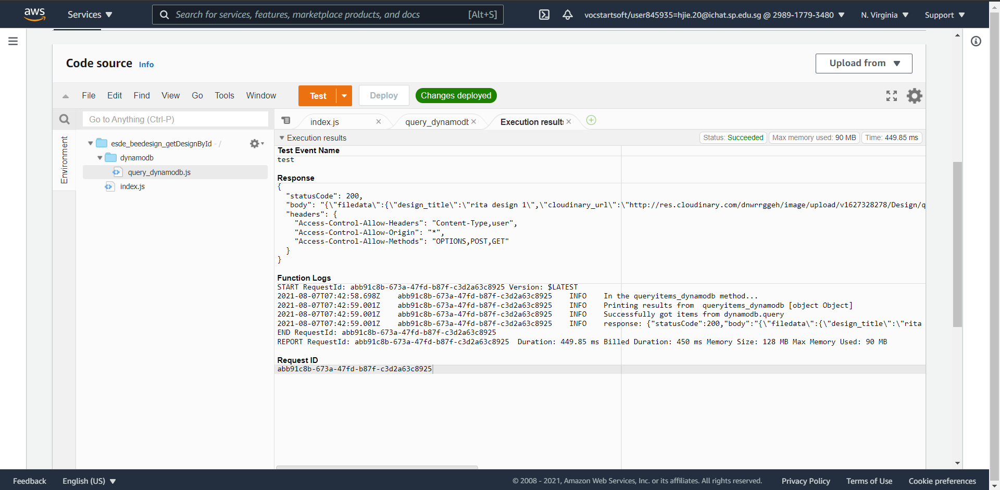 aws Services Search for services, features, marketplace products, and docs [Alt+S] vocstartsoft/user845935=hjie.20@ichat.sp.edu.sg @ 2989-1779-3480 N. Virginia Support
Code source Info Upload from
File Edit Find View Go Tools Window Test Deploy Changes deployed
Go to Anything (Ctrl-P)
Environment
esde_beedesign_getDesignById - /
dynamodb
query_dynamodb.js
index.js
index.js query_dynamodb Execution results
Execution results Status: Succeeded Max memory used: 90 MB Time: 449.85 ms
Test Event Name
test
Response
{
"statusCode": 200,
"body": "{\"filedata\":{\"design_title\":\"rita design 1\",\"cloudinary_url\":\"http://res.cloudinary.com/dnwrrggeh/image/upload/v1627328278/Design/q
"headers": {
"Access-Control-Allow-Headers": "Content-Type,user",
"Access-Control-Allow-Origin": "*",
"Access-Control-Allow-Methods": "OPTIONS,POST,GET"
}
}
Function Logs
START RequestId: abb91c8b-673a-47fd-b87f-c3d2a63c8925 Version: $LATEST
2021-08-07T07:42:58.698Z abb91c8b-673a-47fd-b87f-c3d2a63c8925 INFO In the queryitems_dynamodb method...
2021-08-07T07:42:59.001Z abb91c8b-673a-47fd-b87f-c3d2a63c8925 INFO Printing results from queryitems_dynamodb [object Object]
2021-08-07T07:42:59.001Z abb91c8b-673a-47fd-b87f-c3d2a63c8925 INFO Successfully got items from dynamodb.query
2021-08-07T07:42:59.001Z abb91c8b-673a-47fd-b87f-c3d2a63c8925 INFO response: {"statusCode":200,"body":"{\"filedata\":{\"design_title\":\"rita
END RequestId: abb91c8b-673a-47fd-b87f-c3d2a63c8925
REPORT RequestId: abb91c8b-673a-47fd-b87f-c3d2a63c8925 Duration: 449.85 ms Billed Duration: 450 ms Memory Size: 128 MB Max Memory Used: 90 MB
Request ID
abb91c8b-673a-47fd-b87f-c3d2a63c8925
Feedback English (US) © 2008 - 2021, Amazon Web Services, Inc. or its affiliates. All rights reserved. Privacy Policy Terms of Use Cookie preferences